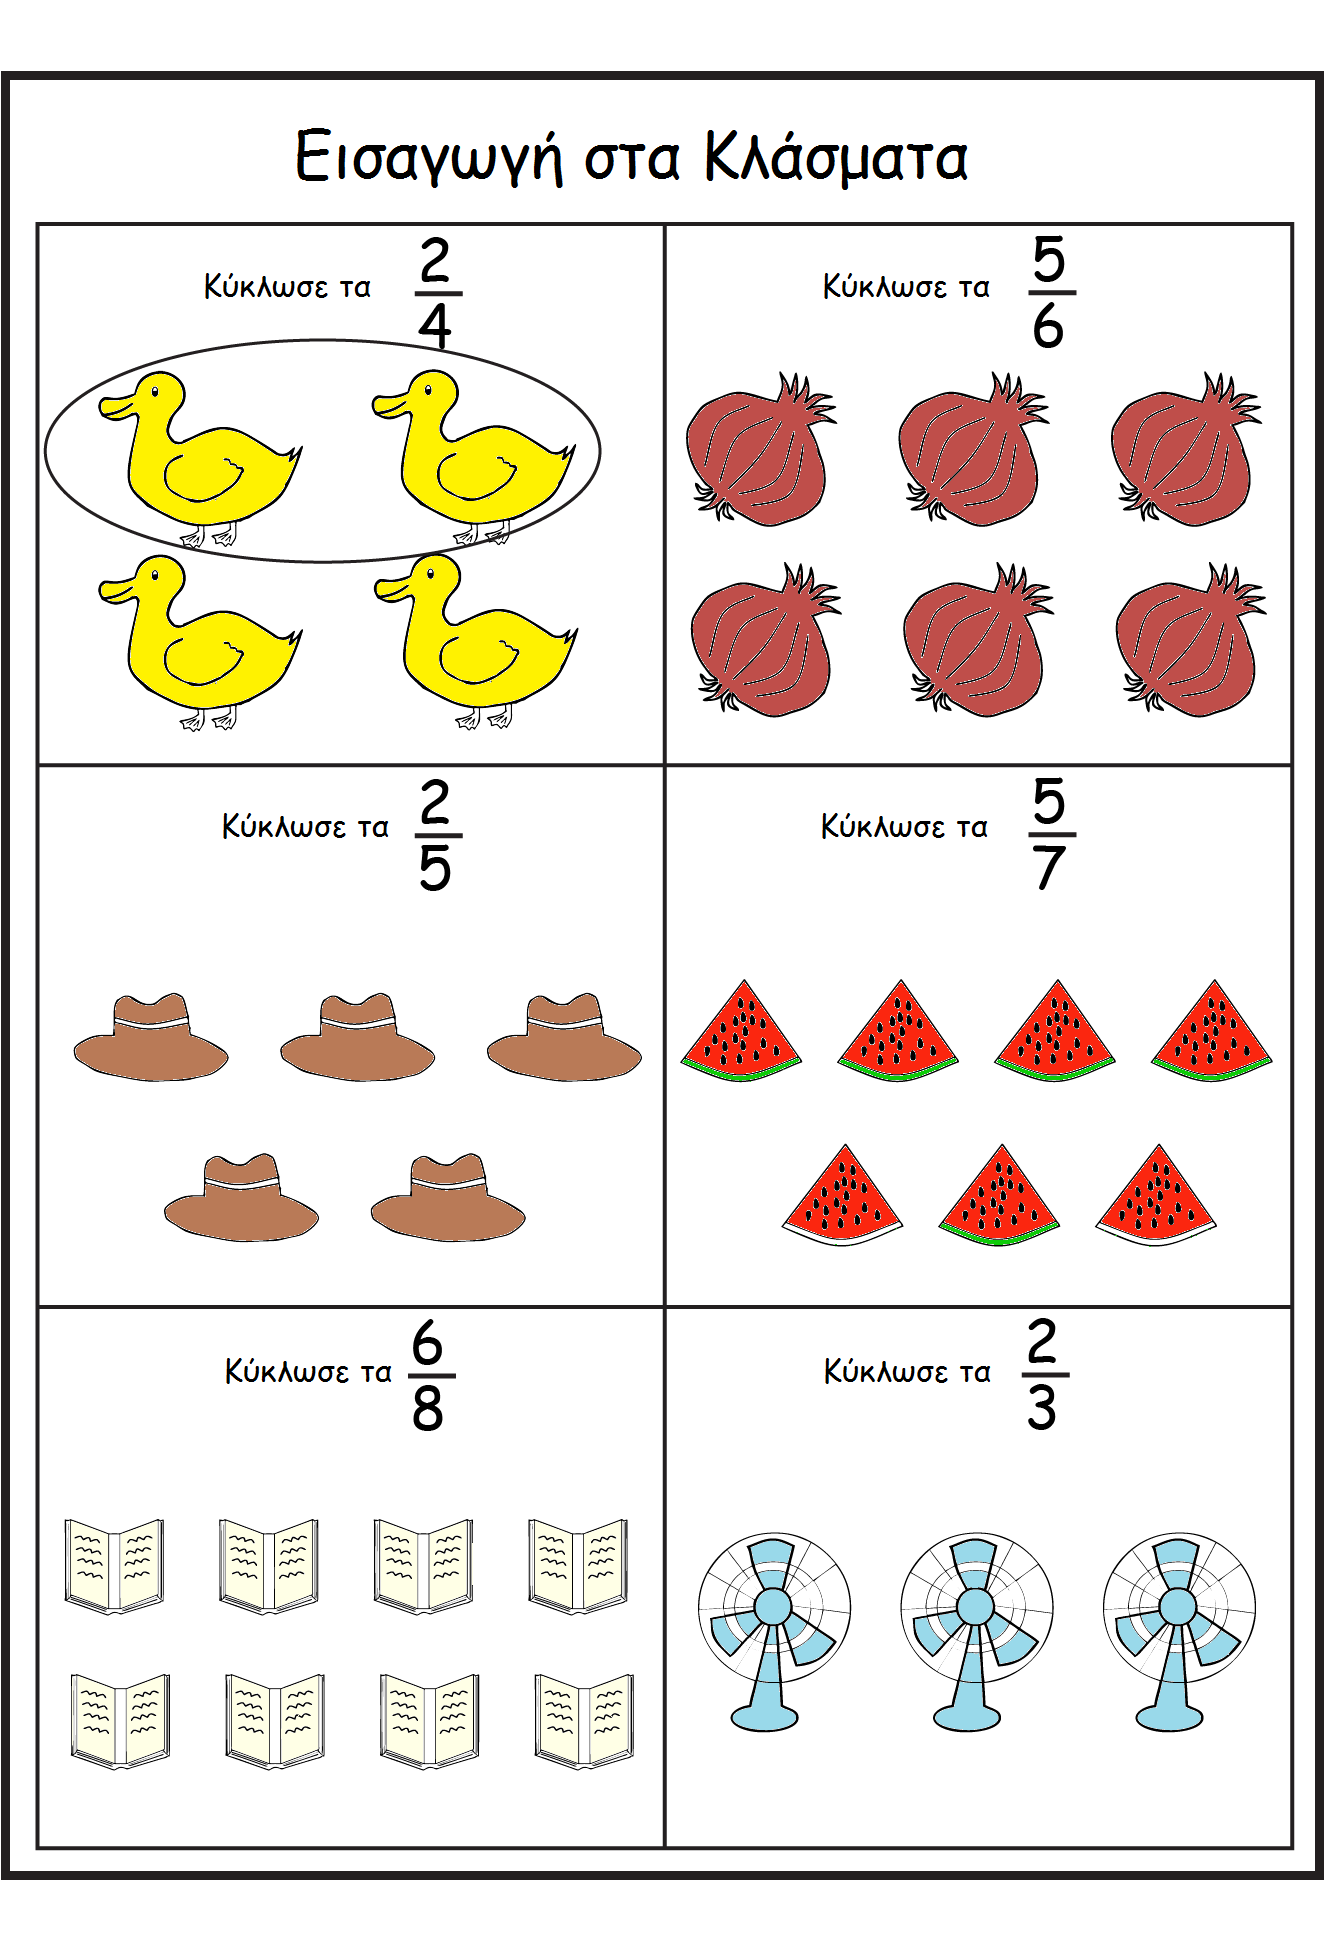 Εισαγωγή στα Κλάσματα
Κύκλωσε τα 2/4
Κύκλωσε τα 5/6
Κύκλωσε τα 2/5
Κύκλωσε τα 5/7
Κύκλωσε τα 6/8
Κύκλωσε τα 2/3